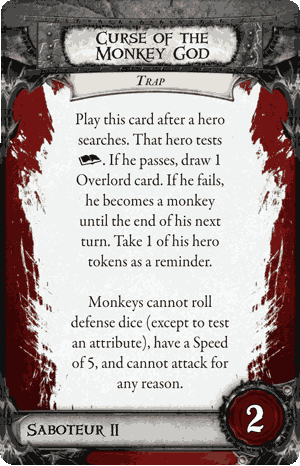 Curse of the
Monkey God
Trap
Play this card after a hero
searches. That hero tests
. If he passes, draw 1
Overlord card. If he fails,
he becomes a monkey
until the end of his next
turn. Take 1 of his hero
tokens as a reminder.
Monkeys cannot roll
defense dice (except to test
an attribute), have a Speed
of 5, and cannot attack for
any reason.
Saboteur II
2